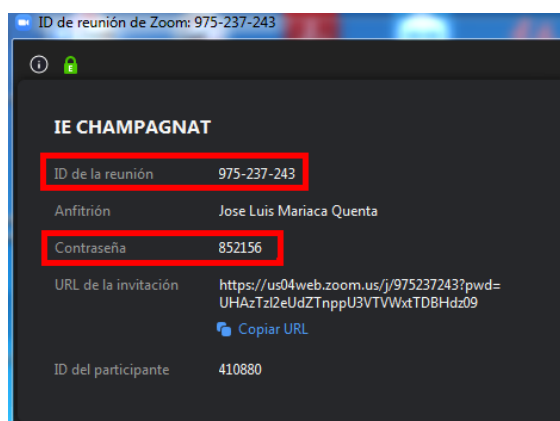 ID de reunión de Zoom: 975-237-243
IE CHAMPAGNAT
ID de la reunión 975-237-243
Anfitrión Jose Luis Mariaca Quenta
Contraseña 852156
URL de la invitación https://us04web.zoom.us/j/975237243?pwd=
UHAzTzl2eUdZTnppU3VTVWxtTDBHdz09
Copiar URL
ID del participante 410880